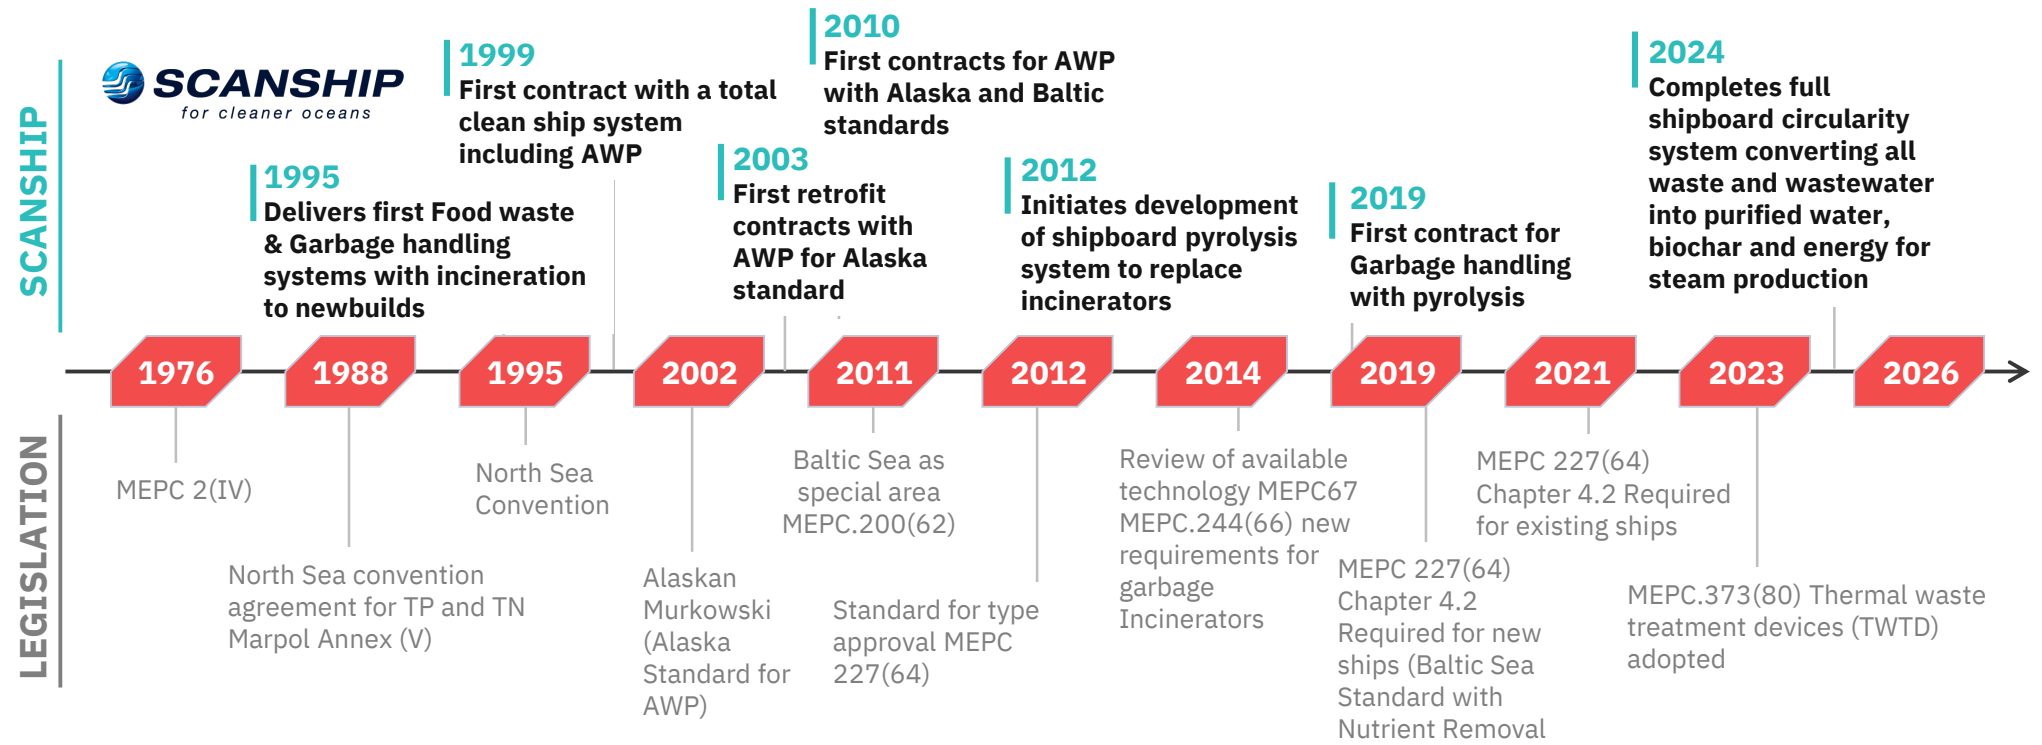 SCANSHIP
SCANSHIP
for cleaner oceans
1995
Delivers first Food waste
& Garbage handling
systems with incineration
to newbuilds
1999
First contract with a total
clean ship system
including AWP
2003
First retrofit
contracts with
AWP for Alaska
standard
2010
First contracts for AWP
with Alaska and Baltic
standards
2012
Initiates development
of shipboard pyrolysis
system to replace
incinerators
2019
First contract for
Garbage handling
with pyrolysis
2024
Completes full
shipboard circularity
system converting all
waste and wastewater
into purified water,
biochar and energy for
steam production
1976
1988
1995
2002
2011
2012
2014
2019
2021
2023
2026
LEGISLATION
MEPC 2(IV)
North Sea convention
agreement for TP and TN
Marpol Annex (V)
North Sea
Convention
Alaskan
Murkowski
(Alaska
Standard for
AWP)
Baltic Sea as
special area
MEPC.200(62)
Standard for type
approval MEPC
227(64)
Review of available
technology MEPC67
MEPC.244(66) new
requirements for
garbage
Incinerators
MEPC 227(64)
Chapter 4.2
Required for new
ships (Baltic Sea
Standard with
Nutrient Removal
MEPC 227(64)
Chapter 4.2 Required
for existing ships
MEPC.373(80) Thermal waste
treatment devices (TWTD)
adopted